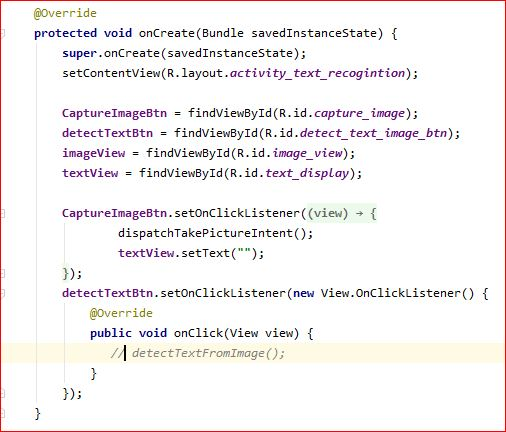 @Override
protected void onCreate(Bundle savedInstanceState) {
super.onCreate(savedInstanceState);
setContentView(R.layout.activity_text_recogintion);
CaptureImageBtn = findViewById(R.id.capture_image);
detectTextBtn = findViewById(R.id.detect_text_image_btn);
imageView = findViewById(R.id.image_view);
textView = findViewById(R.id.text_display);
CaptureImageBtn.setOnClickListener((view) → {
dispatchTakePictureIntent();
textView.setText("");
});
detectTextBtn.setOnClickListener(new View.OnClickListener() {
@Override
public void onClick(View view) {
// detectTextFromImage();
}
});
}